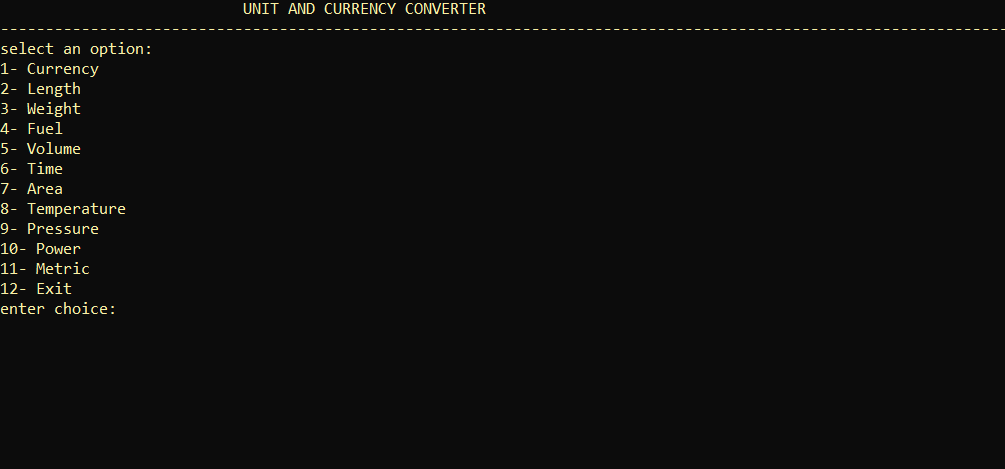 UNIT AND CURRENCY CONVERTER
----------------------------------------------------------------------------------------------------------------
select an option:
1- Currency
2- Length
3- Weight
4- Fuel
5- Volume
6- Time
7- Area
8- Temperature
9- Pressure
10- Power
11- Metric
12- Exit
enter choice: